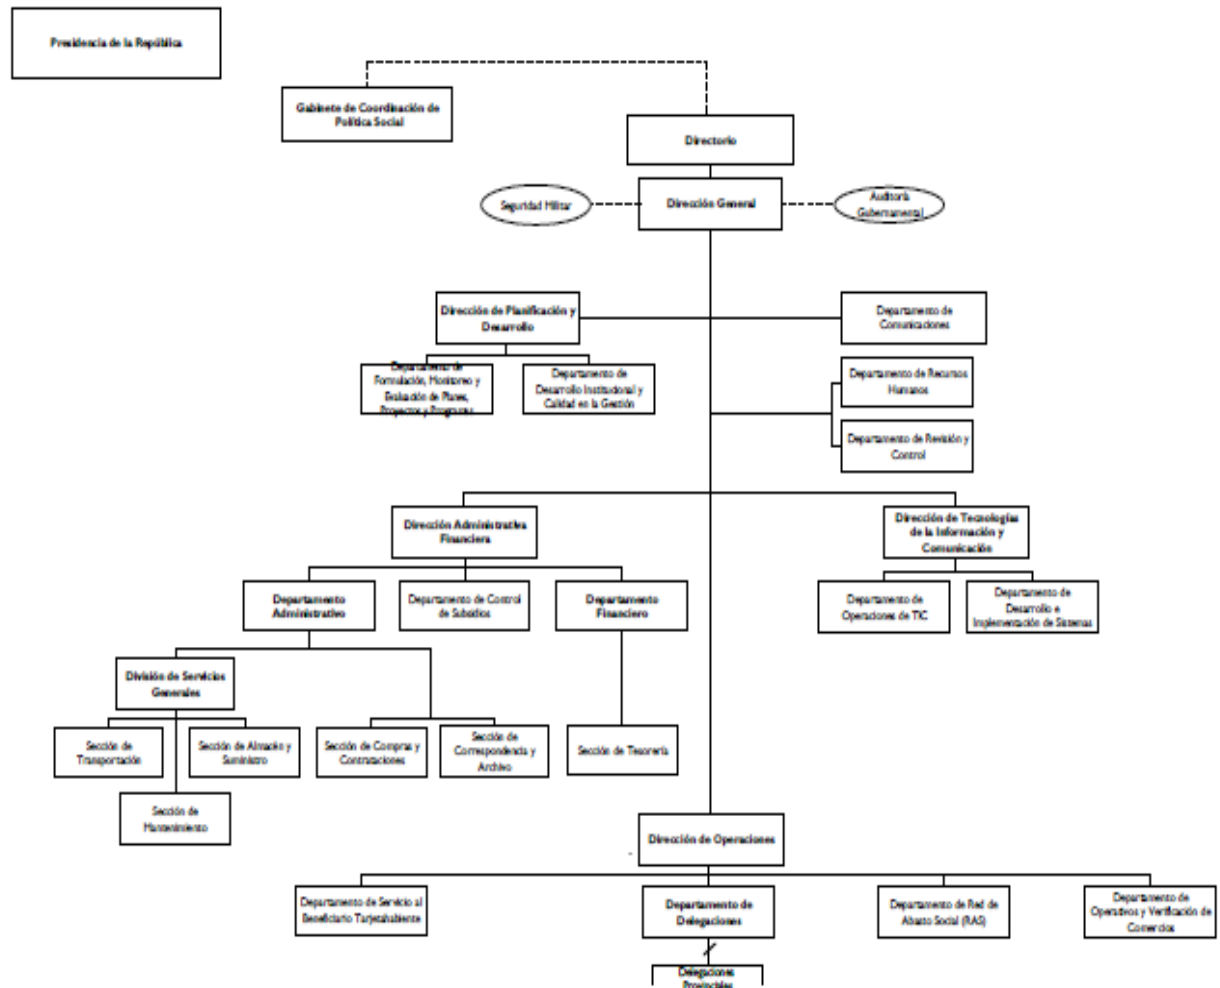 Presidencia de la República
Gabinete de Coordinación de
Política Social
Directorio
Seguridad Militar
Dirección General
Auditoría
Gubernamental
Dirección de Planificación y
Desarrollo
Departamento de
Comunicaciones
Departamento de
Formulación, Monitoreo y
Evaluación de Planes,
Proyectos y Programas
Departamento de
Desarrollo Institucional y
Calidad en la Gestión
Departamento de Recursos
Humanos
Departamento de Revisión y
Control
Dirección Administrativa
Financiera
Dirección de Tecnologías
de la Información y
Comunicación
Departamento
Administrativo
Departamento de Control
de Subsidios
Departamento
Financiero
Departamento de
Operaciones de TIC
Departamento de
Desarrollo e
Implementación de Sistemas
División de Servicios
Generales
Sección de
Transportación
Sección de Almacén y
Suministro
Sección de Compras y
Contrataciones
Sección de
Correspondencia y
Archivo
Sección de Tesorería
Sección de
Mantenimiento
Dirección de Operaciones
Departamento de Servicio al
Beneficiario Tarjetahabiente
Departamento de
Delegaciones
Departamento de Red de
Abasto Social (RAS)
Departamento de
Operativos y Verificación de
Comercios
Delegaciones
Provinciales